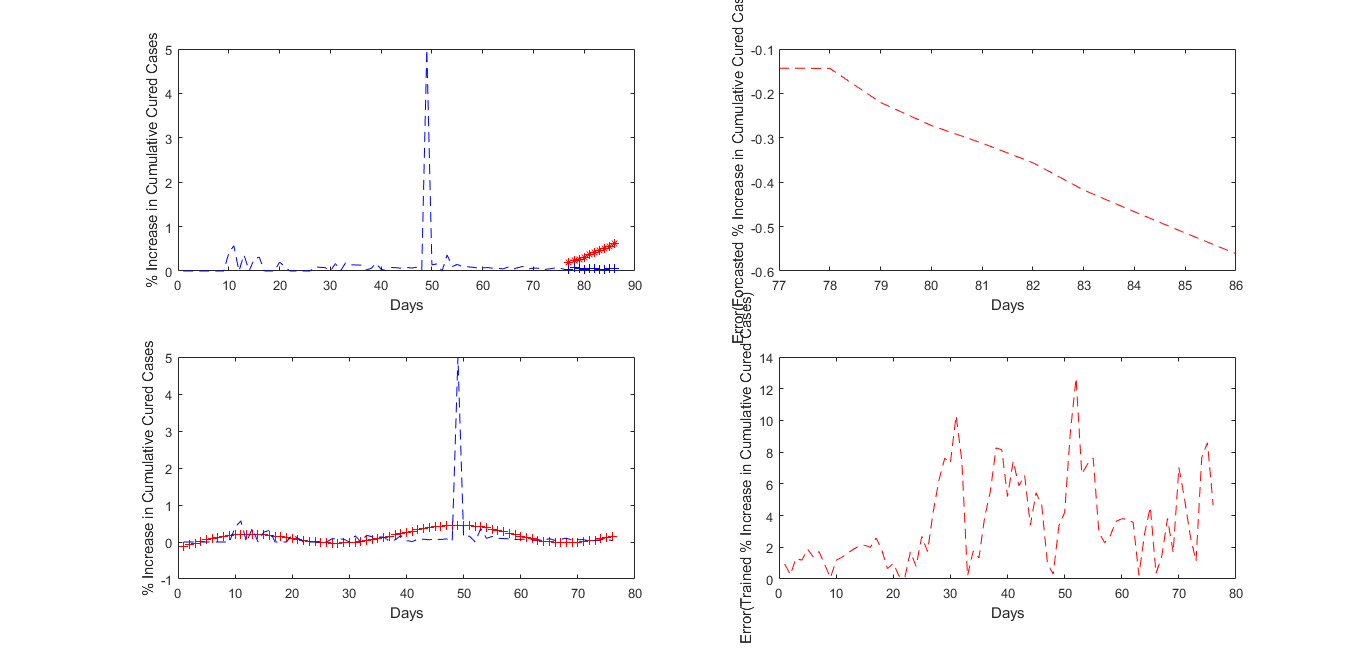 % Increase in Cumulative Cured Cases
5
4
3
2
1
0
0 10 20 30 40 50 60 70 80 90
Days
Error(Forcasted % Increase in Cumulative Cured
-0.1
-0.2
-0.3
-0.4
-0.5
-0.6
77 78 79 80 81 82 83 84 85 86
Days
% Increase in Cumulative Cured Cases
5
4
3
2
1
0
-1
0 10 20 30 40 50 60 70 80
Days
Error(Trained % Increase in Cumulative Cured Cases)
14
12
10
8
6
4
2
0
0 10 20 30 40 50 60 70 80
Days